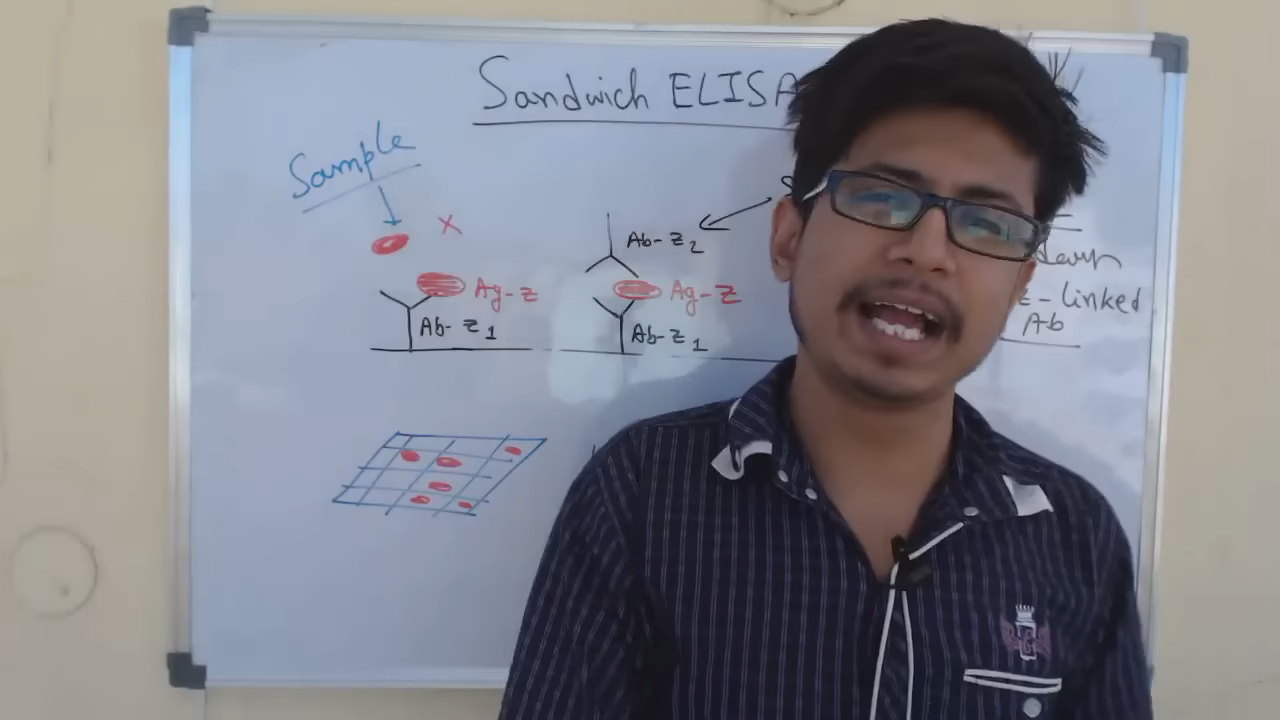 Sandwich ELISA
Sample
x
Ab-z2
Ag-z
Ag-z
Ab-z1
Ab-z1
-linked
Ab